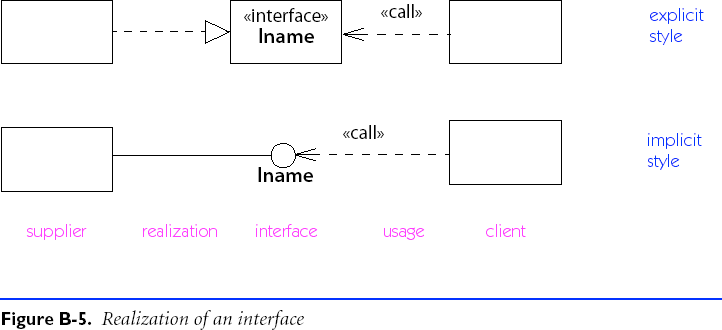 «interface»
Iname
«call»
explicit
style
«call»
Iname
implicit
style
supplier realization interface usage client
Figure B-5. Realization of an interface